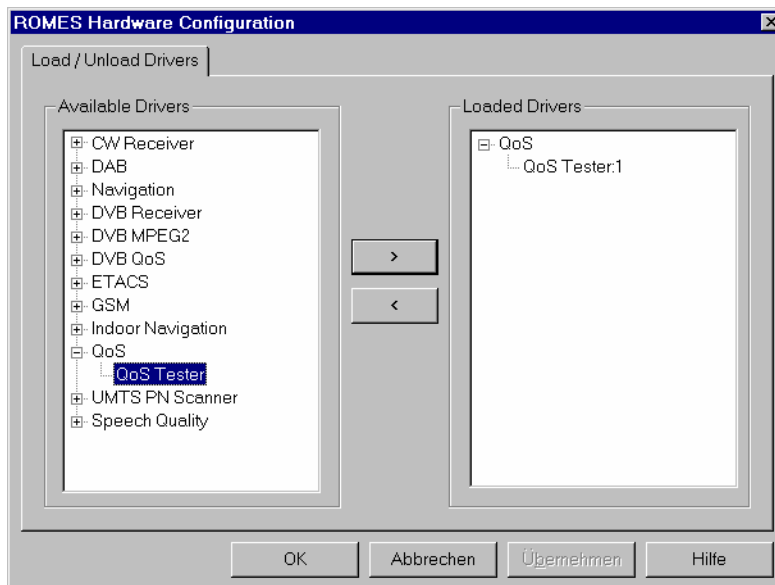 ROMES Hardware Configuration
Load / Unload Drivers
Available Drivers
CW Receiver
DAB
Navigation
DVB Receiver
DVB MPEG2
DVB QoS
ETACS
GSM
Indoor Navigation
QoS
QoS Tester
UMTS PN Scanner
Speech Quality
>
<
Loaded Drivers
QoS
QoS Tester:1
OK
Abbrechen
Übernehmen
Hilfe